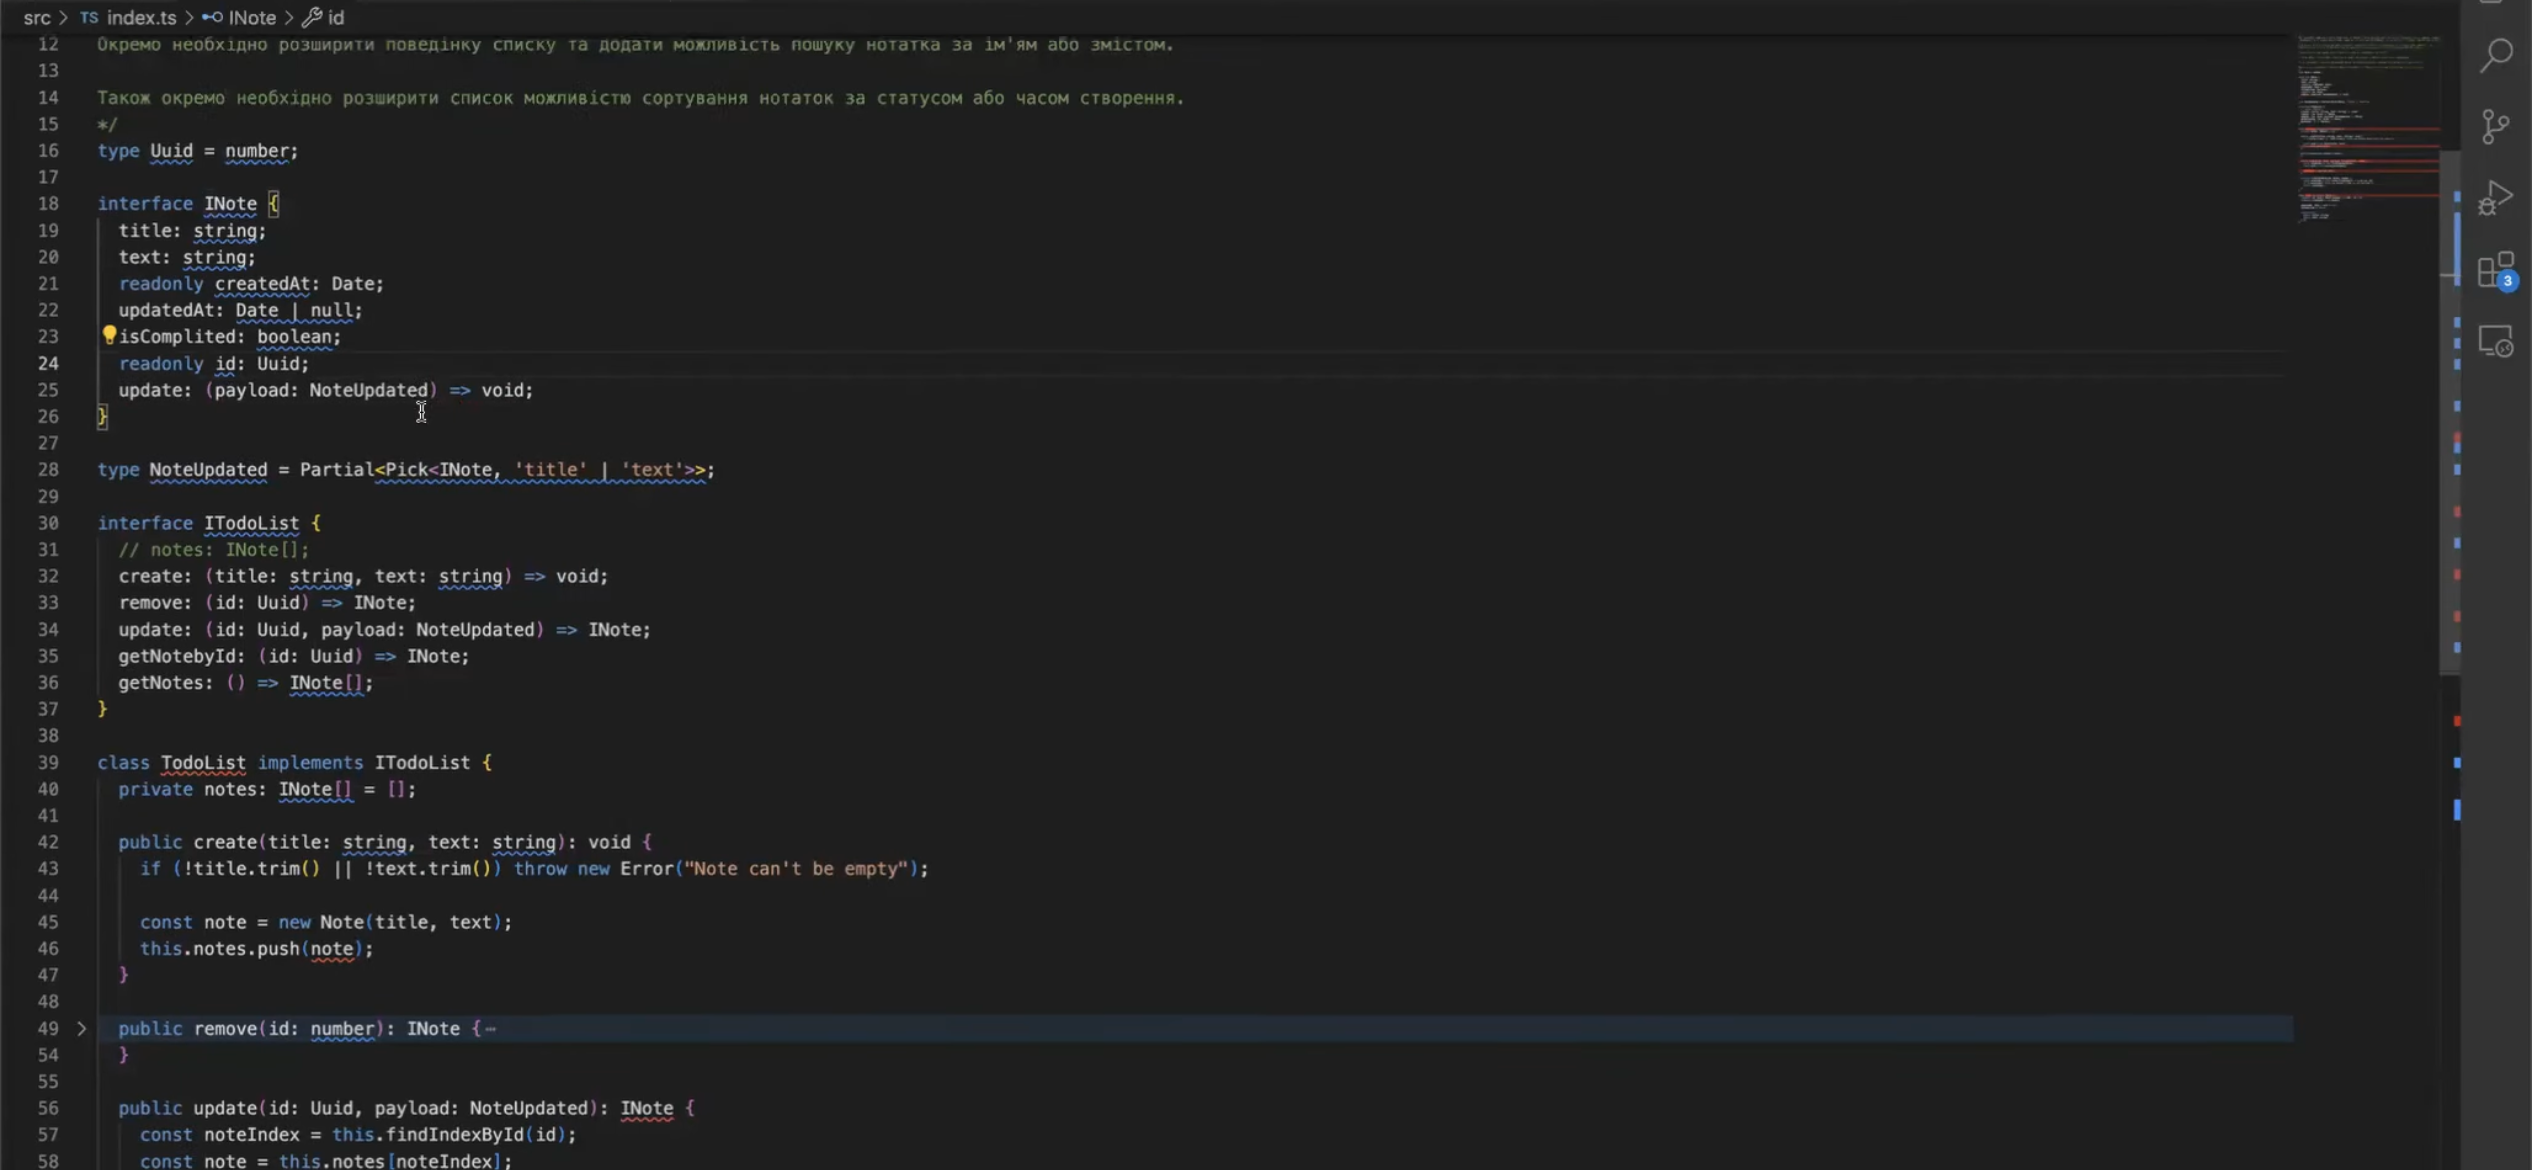 src > TS index.ts > INote > id
12 Окремо необхідно розширити поведінку списку та додати можливість пошуку нотатка за ім'ям або змістом.
13
14 Також окремо необхідно розширити список можливістю сортування нотаток за статусом або часом створення.
15 */
16 type Uuid = number;
17
18 interface INote {
19 title: string;
20 text: string;
21 readonly createdAt: Date;
22 updatedAt: Date | null;
23 isComplited: boolean;
24 readonly id: Uuid;
25 update: (payload: NoteUpdated) => void;
26 }
27
28 type NoteUpdated = Partial<Pick<INote, 'title' | 'text'>>;
29
30 interface ITodoList {
31 // notes: INote[];
32 create: (title: string, text: string) => void;
33 remove: (id: Uuid) => INote;
34 update: (id: Uuid, payload: NoteUpdated) => INote;
35 getNotebyId: (id: Uuid) => INote;
36 getNotes: () => INote[];
37 }
38
39 class TodoList implements ITodoList {
40 private notes: INote[] = [];
41
42 public create(title: string, text: string): void {
43 if (!title.trim() || !text.trim()) throw new Error("Note can't be empty");
44
45 const note = new Note(title, text);
46 this.notes.push(note);
47 }
48
49 > public remove(id: number): INote {⋯
54 }
55
56 public update(id: Uuid, payload: NoteUpdated): INote {
57 const noteIndex = this.findIndexById(id);
58 const note = this.notes[noteIndex];
3